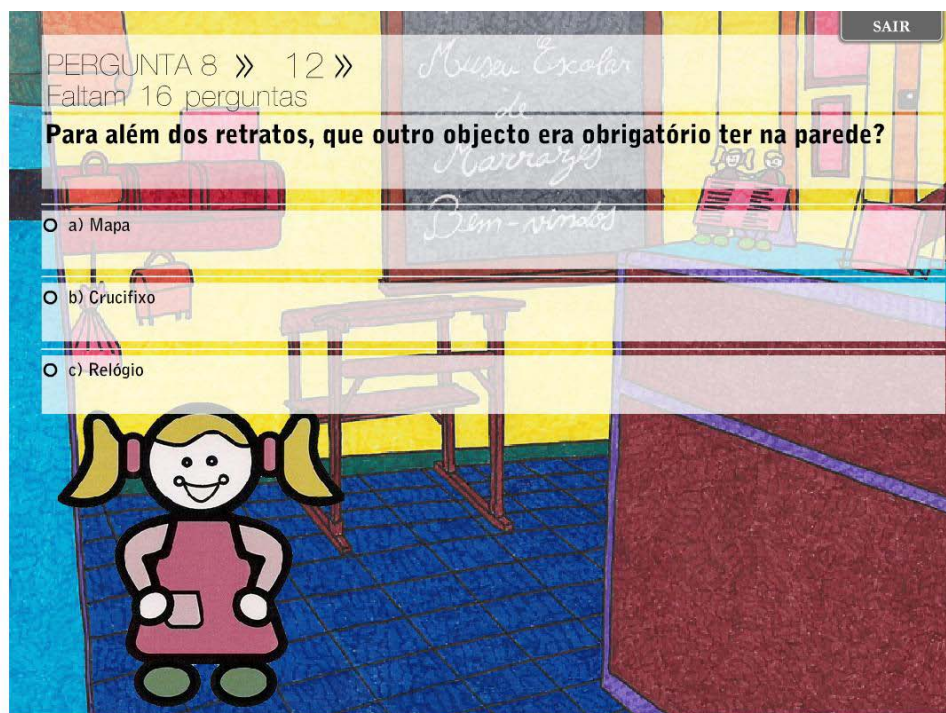 SAIR
PERGUNTA 8 » 12 »
Faltam 16 perguntas
Museu Escolar
de
Marrazes
Bem vindos
Para além dos retratos, que outro objecto era obrigatório ter na parede?
a) Mapa
b) Crucifixo
c) Relógio